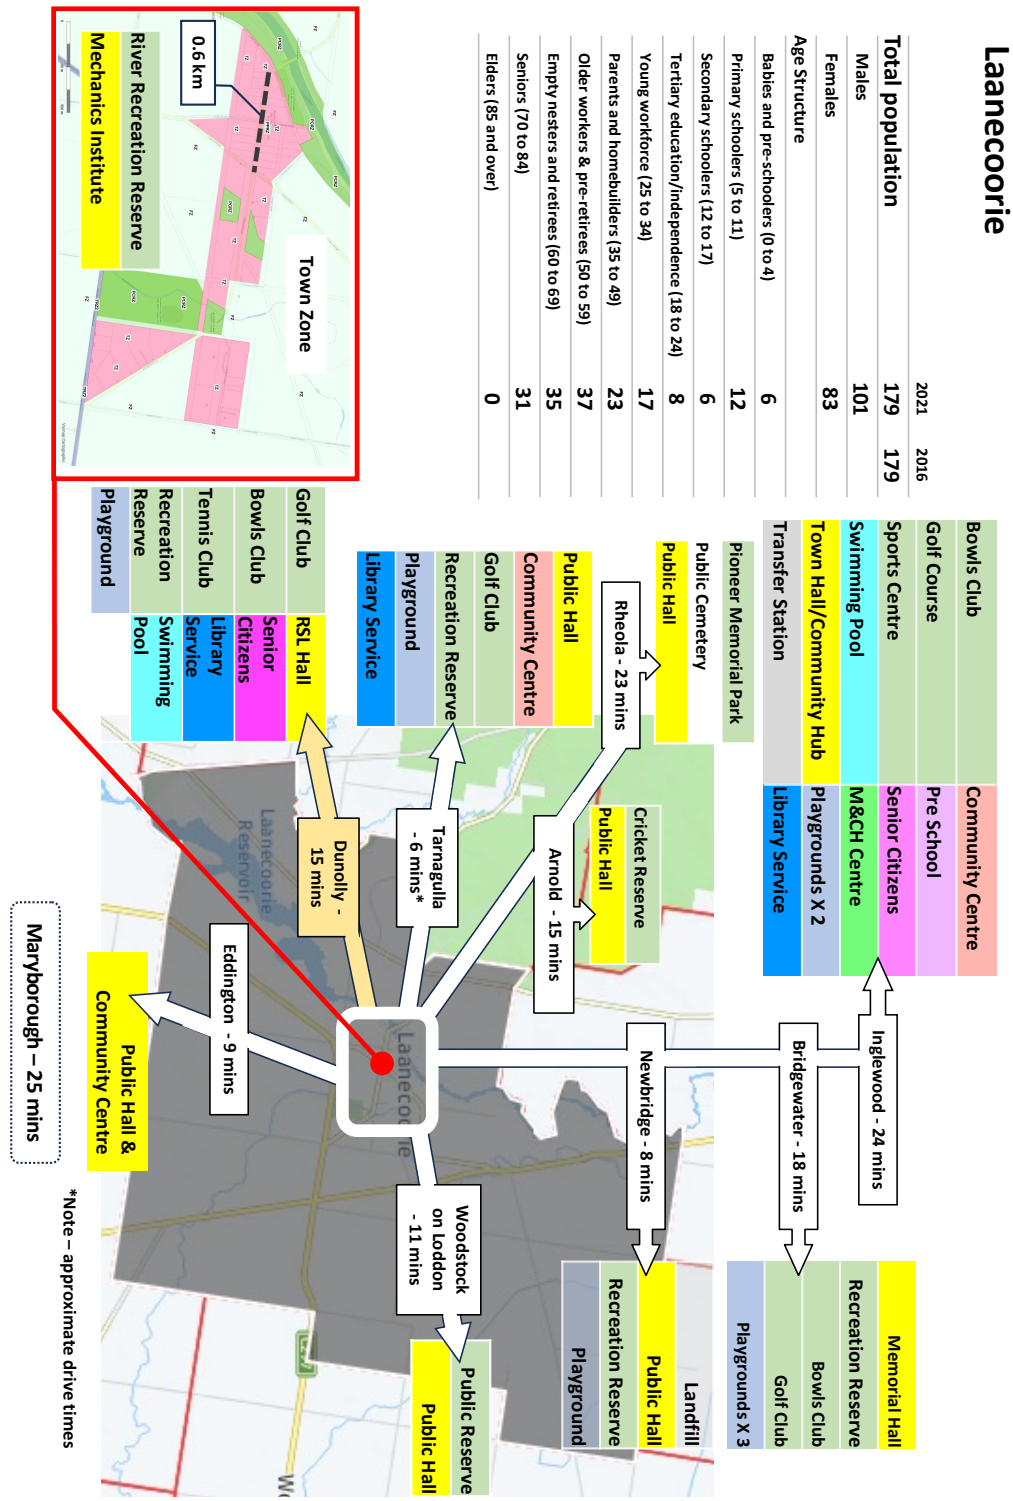 Laanecoorie
2021 2016
Total population 179 179
Males 101
Females 83
Age Structure
Babies and pre-schoolers (0 to 4) 6
Primary schoolers (5 to 11) 12
Secondary schoolers (12 to 17) 6
Tertiary education/independence (18 to 24) 8
Young workforce (25 to 34) 17
Parents and homebuilders (35 to 49) 23
Older workers & pre-retirees (50 to 59) 37
Empty nesters and retirees (60 to 69) 35
Seniors (70 to 84) 31
Elders (85 and over) 0
Town Zone
0.6 km
River Recreation Reserve
Mechanics Institute
Bowls Club Community Centre
Golf Course Pre School
Sports Centre Senior Citizens
Swimming Pool M&CH Centre
Town Hall/Community Hub Playgrounds X 2
Transfer Station Library Service
Inglewood - 24 mins
Bridgewater - 18 mins
Memorial Hall
Recreation Reserve
Bowls Club
Golf Club
Playgrounds X 3
Newbridge - 8 mins
Landfill
Public Hall
Recreation Reserve
Playground
Pioneer Memorial Park
Public Cemetery
Public Hall
Rheola - 23 mins
Cricket Reserve
Public Hall
Arnold - 15 mins
Public Hall
Community Centre
Golf Club
Recreation Reserve
Playground
Library Service
Tarnagulla
- 6 mins*
Golf Club RSL Hall
Bowls Club Senior
Citizens
Tennis Club Library
Service
Recreation
Reserve Swimming
Pool
Playground
Dunolly -
15 mins
Laanecoorie
Reservoir
Laanecoorie
Woodstock
on Loddon
- 11 mins
Public Reserve
Public Hall
Eddington - 9 mins
Public Hall &
Community Centre
Maryborough – 25 mins
*Note – approximate drive times